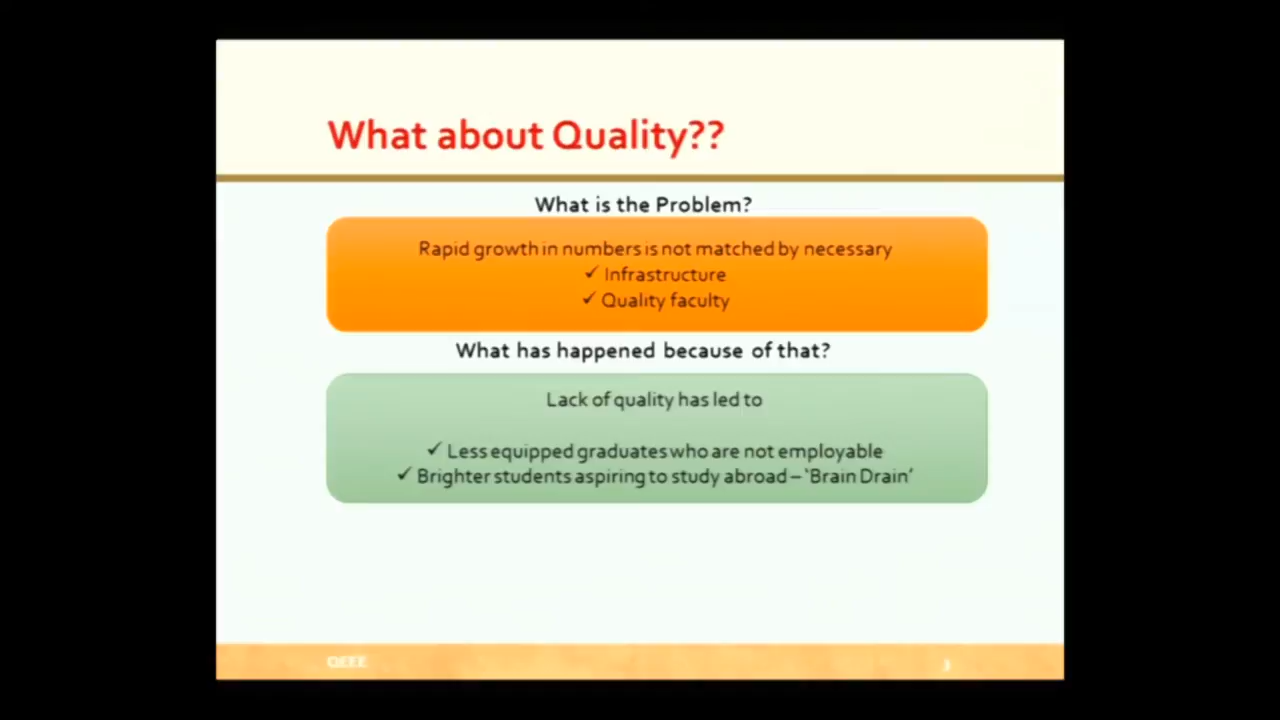 What about Quality??
What is the Problem?
Rapid growth in numbers is not matched by necessary
✓ Infrastructure
✓ Quality faculty
What has happened because of that?
Lack of quality has led to
✓ Less equipped graduates who are not employable
✓ Brighter students aspiring to study abroad – ‘Brain Drain’
QEEE
3